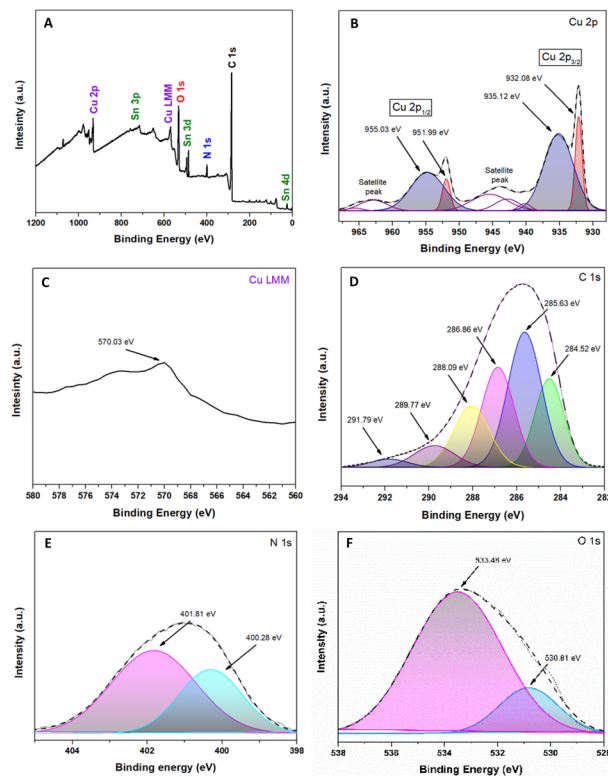 A
Cu 2p
Sn 3p
Cu LMM
O 1s
Sn 3d
N 1s
C 1s
Sn 4d
Intesinty (a.u.)
1200 1000 800 600 400 200 0
Binding Energy (eV)
B
Cu 2p3/2
932.08 eV
935.12 eV
Cu 2p1/2
955.03 eV
951.99 eV
Satellite peak
Satellite peak
Intensity (a.u.)
965 960 955 950 945 940 935 930
Binding Energy (eV)
C
Cu LMM
570.03 eV
Intesinty (a.u.)
580 578 576 574 572 570 568 566 564 562 560
Binding Energy (eV)
D
C 1s
285.63 eV
286.86 eV
284.52 eV
288.09 eV
289.77 eV
291.79 eV
Intensity (a.u.)
294 292 290 288 286 284 282
Binding Energy (eV)
E
N 1s
401.81 eV
400.28 eV
Intensity (a.u.)
404 402 400 398
Binding energy (eV)
F
O 1s
533.48 eV
530.81 eV
Intensity (a.u.)
538 536 534 532 530 528
Binding Energy (eV)